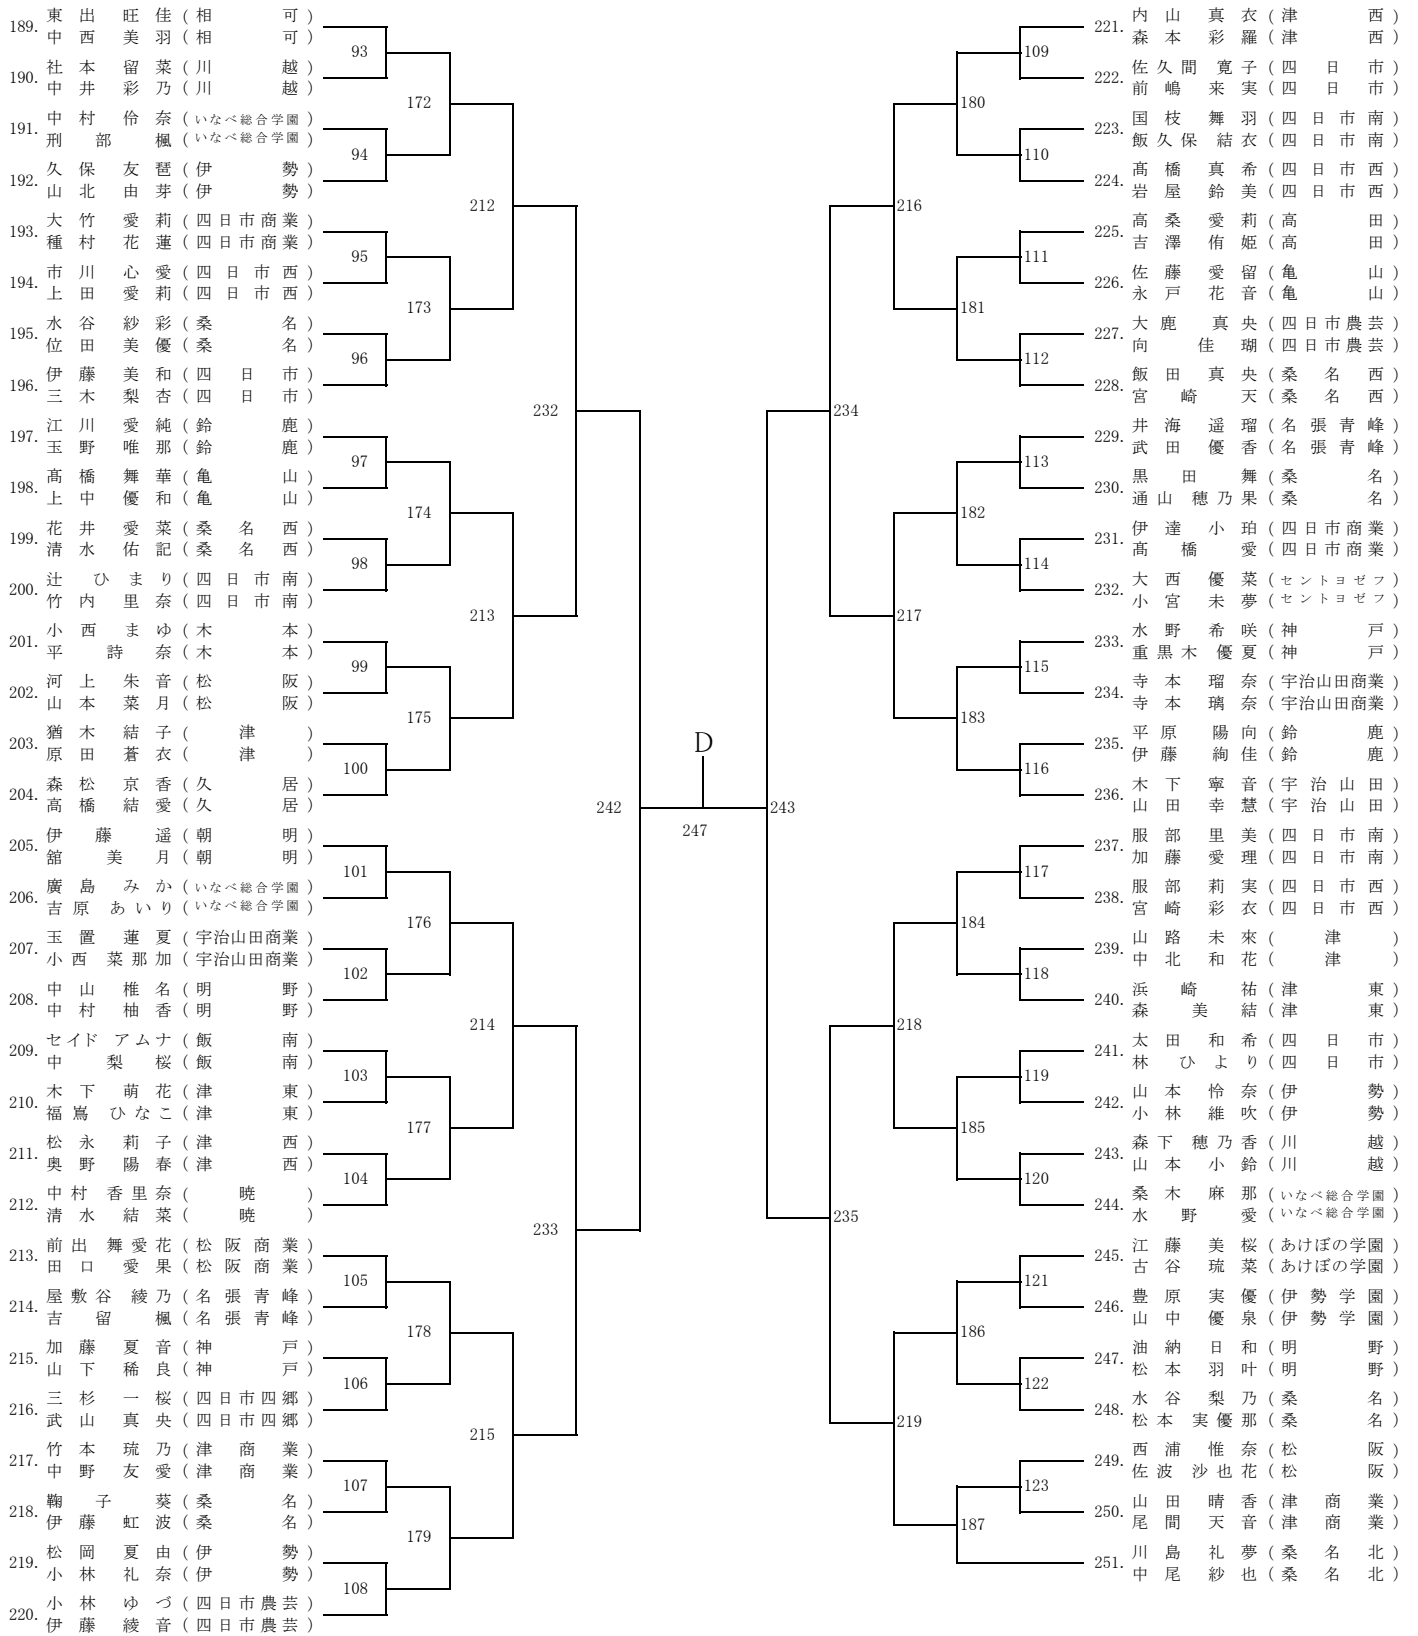 189. 東出旺佳(相可)
中西美羽(相可)
190. 社本留菜(川越)
中井彩乃(川越)
191. 中村伶奈(いなべ総合学園)
刑部楓(いなべ総合学園)
192. 久保友琶(伊勢)
山北由芽(伊勢)
193. 大竹愛莉(四日市商業)
種村花蓮(四日市商業)
194. 市川心愛(四日市西)
上田愛莉(四日市西)
195. 水谷紗彩(桑名)
位田美優(桑名)
196. 伊藤美和(四日市)
三木梨杏(四日市)
197. 江川愛純(鈴鹿)
玉野唯那(鈴鹿)
198. 髙橋舞華(亀山)
上中優和(亀山)
199. 花井愛菜(桑名西)
清水佑記(桑名西)
200. 辻ひまり(四日市南)
竹内里奈(四日市南)
201. 小西まゆ(木本)
平詩奈(木本)
202. 河上朱音(松阪)
山本菜月(松阪)
203. 猶木結子(津)
原田蒼衣(津)
204. 森松京香(久居)
高橋結愛(久居)
205. 伊藤遥(朝明)
舘美月(朝明)
206. 廣島みか(いなべ総合学園)
吉原あいり(いなべ総合学園)
207. 玉置蓮夏(宇治山田商業)
小西菜那加(宇治山田商業)
208. 中山椎名(明野)
中村柚香(明野)
209. セイドアムナ(飯南)
中梨桜(飯南)
210. 木下萌花(津東)
福嶌ひなこ(津東)
211. 松永莉子(津西)
奥野陽春(津西)
212. 中村香里奈(暁)
清水結菜(暁)
213. 前出舞愛花(松阪商業)
田口愛果(松阪商業)
214. 屋敷谷綾乃(名張青峰)
吉留楓(名張青峰)
215. 加藤夏音(神戸)
山下稀良(神戸)
216. 三杉一桜(四日市四郷)
武山真央(四日市四郷)
217. 竹本琉乃(津商業)
中野友愛(津商業)
218. 鞠子葵(桑名)
伊藤虹波(桑名)
219. 松岡夏由(伊勢)
小林礼奈(伊勢)
220. 小林ゆづ(四日市農芸)
伊藤綾音(四日市農芸)
93
94
95
96
97
98
99
100
101
102
103
104
105
106
107
108
172
173
174
175
176
177
178
179
212
213
214
215
232
233
242
D
247
243
234
235
216
217
218
219
180
181
182
183
184
185
186
187
109
110
111
112
113
114
115
116
117
118
119
120
121
122
123
221. 内山真衣(津西)
森本彩羅(津西)
222. 佐久間寛子(四日市)
前嶋来実(四日市)
223. 国枝舞羽(四日市南)
飯久保結衣(四日市南)
224. 髙橋真希(四日市西)
岩屋鈴美(四日市西)
225. 高桑愛莉(高田)
吉澤侑姫(高田)
226. 佐藤愛留(亀山)
永戸花音(亀山)
227. 大鹿真央(四日市農芸)
向佳瑚(四日市農芸)
228. 飯田真央(桑名西)
宮崎天(桑名西)
229. 井海遥瑠(名張青峰)
武田優香(名張青峰)
230. 黒田舞(桑名)
通山穂乃果(桑名)
231. 伊達小珀(四日市商業)
髙橋愛(四日市商業)
232. 大西優菜(セントヨゼフ)
小宮未夢(セントヨゼフ)
233. 水野希咲(神戸)
重黒木優夏(神戸)
234. 寺本瑠奈(宇治山田商業)
寺本璃奈(宇治山田商業)
235. 平原陽向(鈴鹿)
伊藤絢佳(鈴鹿)
236. 木下寧音(宇治山田)
山田幸慧(宇治山田)
237. 服部里美(四日市南)
加藤愛理(四日市南)
238. 服部莉実(四日市西)
宮崎彩衣(四日市西)
239. 山路未來(津)
中北和花(津)
240. 浜崎祐(津東)
森美結(津東)
241. 太田和希(四日市)
林ひより(四日市)
242. 山本怜奈(伊勢)
小林維吹(伊勢)
243. 森下穂乃香(川越)
山本小鈴(川越)
244. 桑木麻那(いなべ総合学園)
水野愛(いなべ総合学園)
245. 江藤美桜(あけぼの学園)
古谷琉菜(あけぼの学園)
246. 豊原実優(伊勢学園)
山中優泉(伊勢学園)
247. 油納日和(明野)
松本羽叶(明野)
248. 水谷梨乃(桑名)
松本実優那(桑名)
249. 西浦惟奈(松阪)
佐波沙也花(松阪)
250. 山田晴香(津商業)
尾間天音(津商業)
251. 川島礼夢(桑名北)
中尾紗也(桑名北)